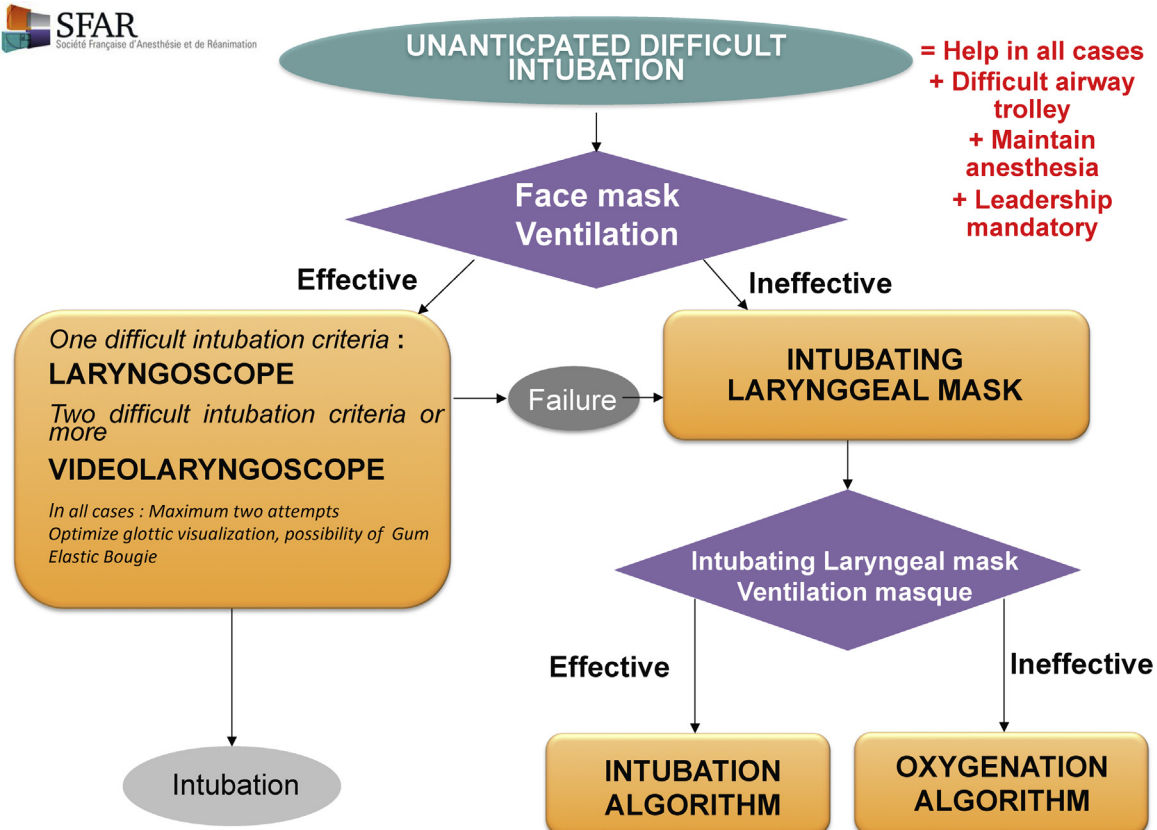 SFAR
Société Française d'Anesthésie et de Réanimation
UNANTICPATED DIFFICULT
INTUBATION
= Help in all cases
+ Difficult airway
trolley
+ Maintain
anesthesia
+ Leadership
mandatory
Face mask
Ventilation
Effective
Ineffective
One difficult intubation criteria :
LARYNGOSCOPE
Two difficult intubation criteria or
more
VIDEOLARYNGOSCOPE
In all cases : Maximum two attempts
Optimize glottic visualization, possibility of Gum
Elastic Bougie
Failure
INTUBATING
LARYNGGEAL MASK
Intubating Laryngeal mask
Ventilation masque
Effective
Ineffective
Intubation
INTUBATION
ALGORITHM
OXYGENATION
ALGORITHM